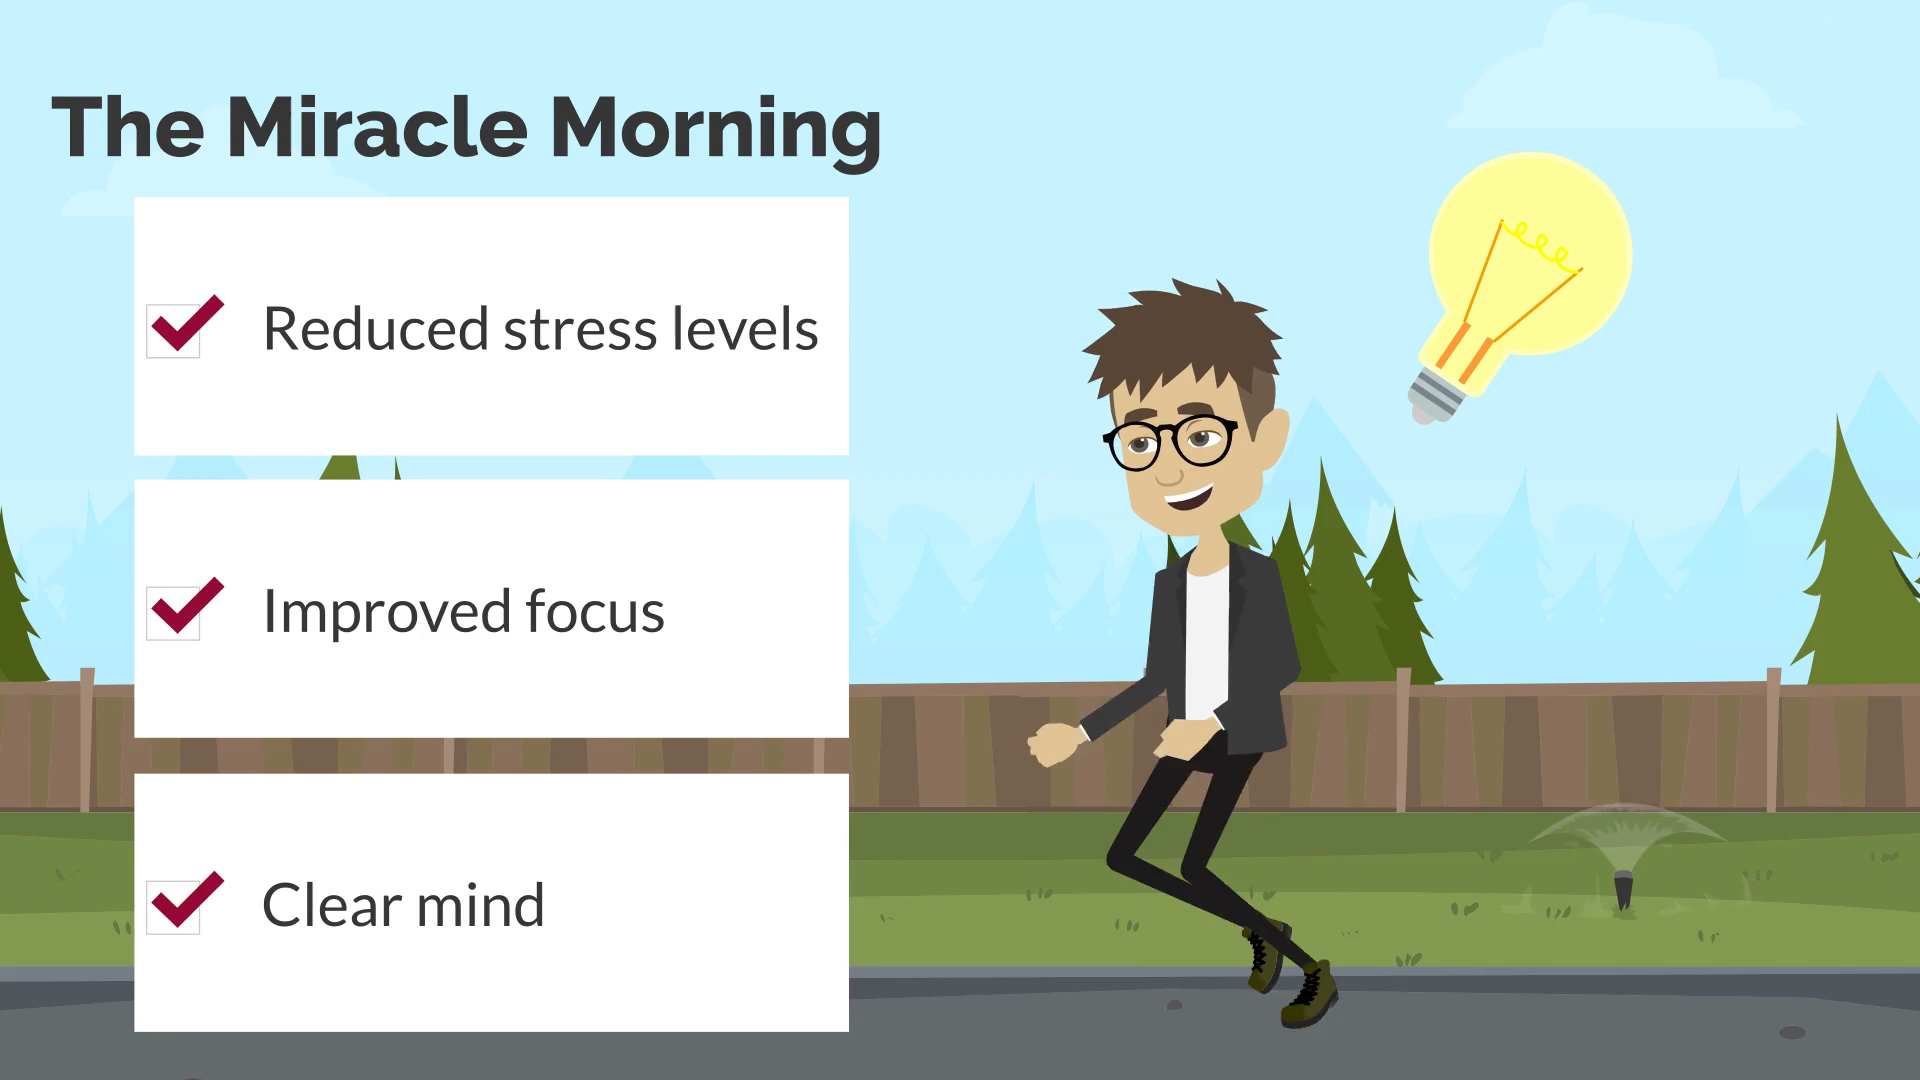 The Miracle Morning
Reduced stress levels
Improved focus
Clear mind